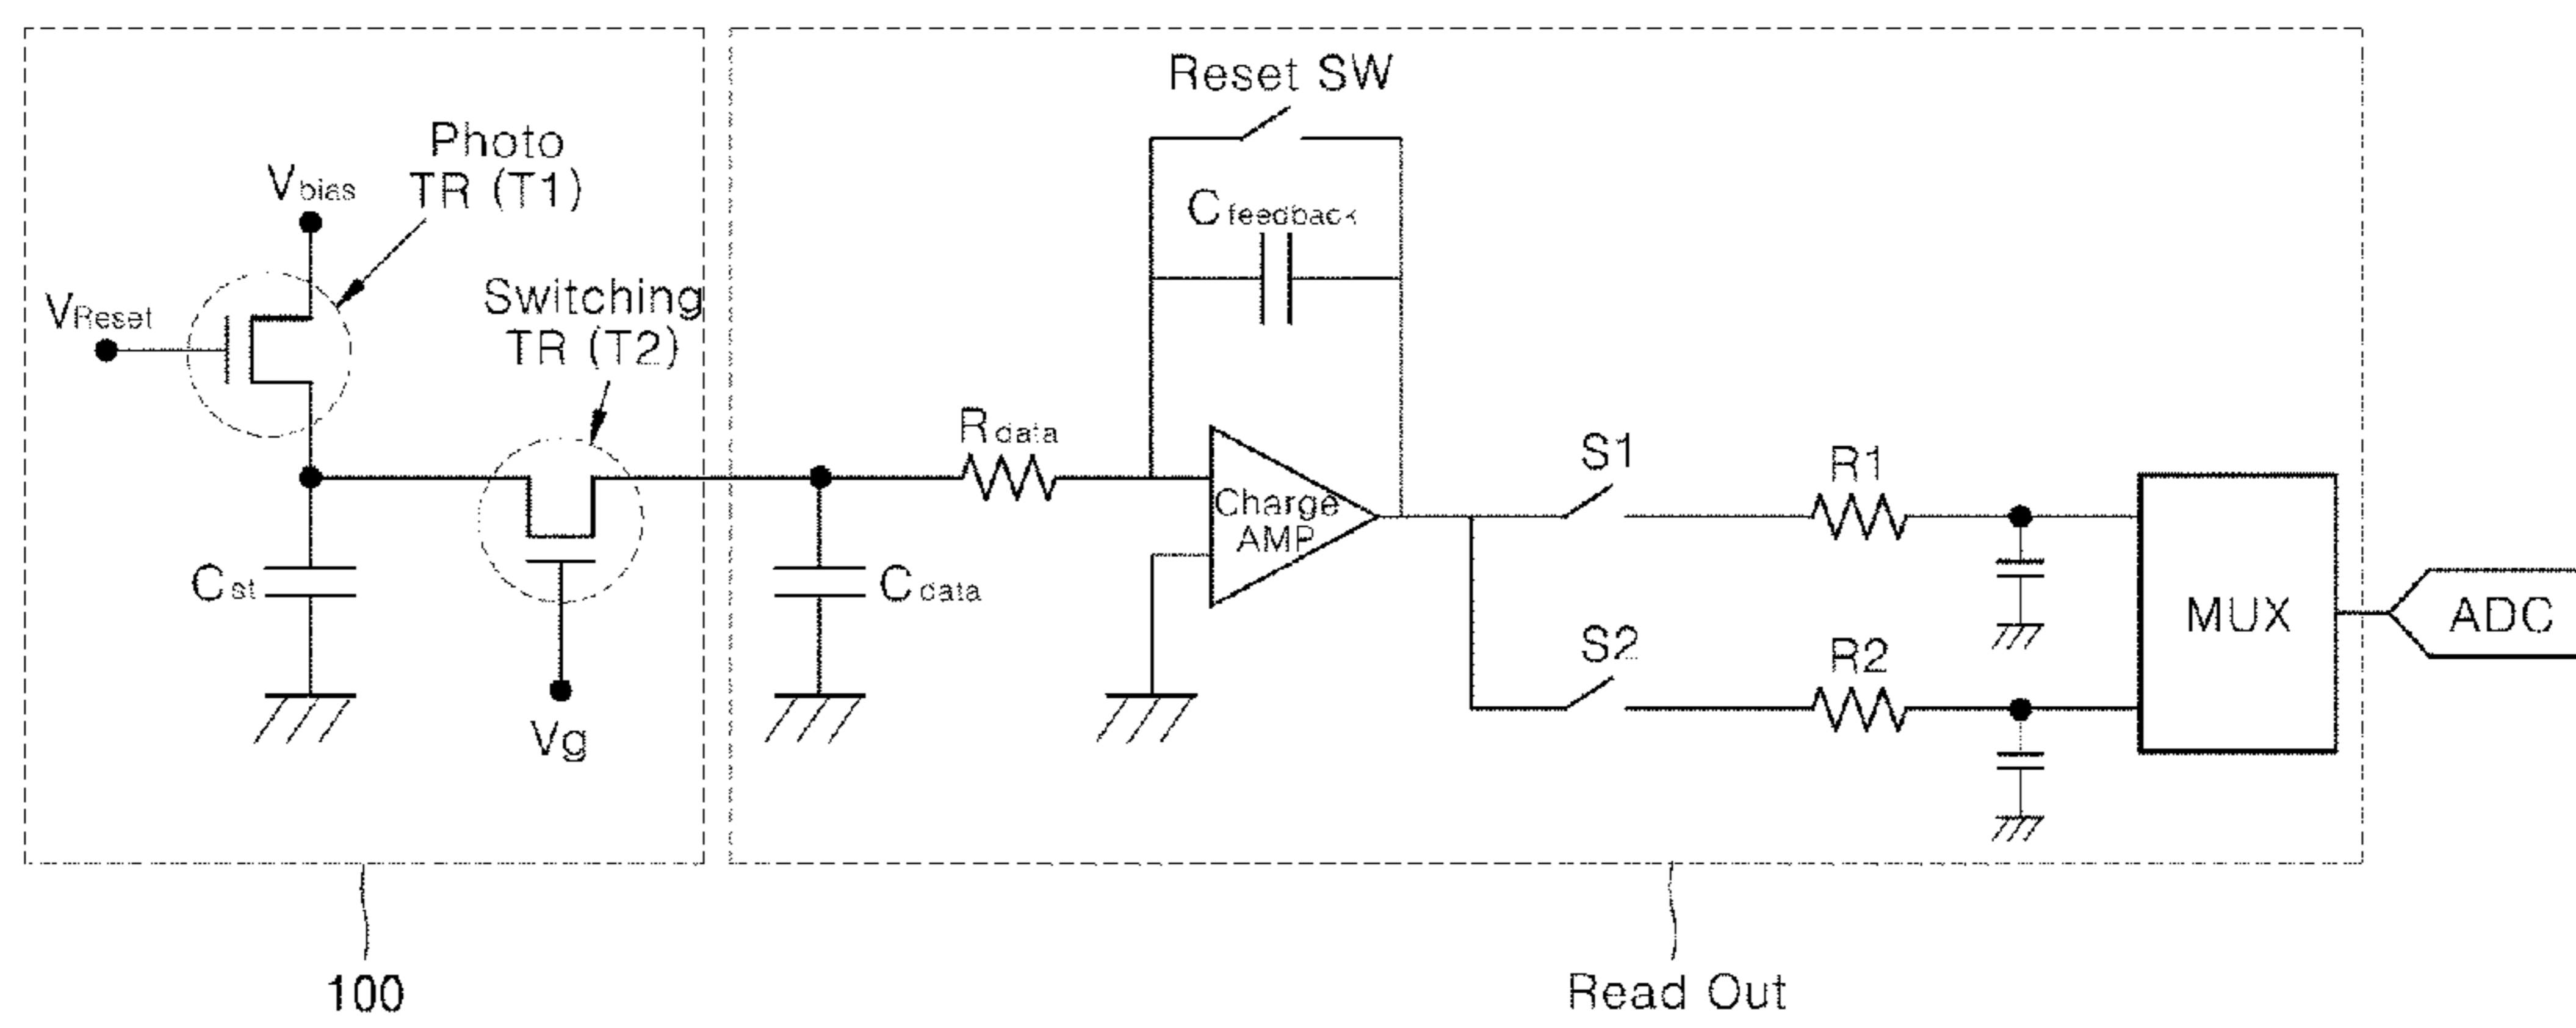 Reset SW
Photo
TR (T1)
Vbias
Cfeedback
VReset
Switching
TR (T2)
Rdata
S1
R1
Charge
AMP
Cst
Cdata
MUX
ADC
S2
R2
Vg
100
Read Out